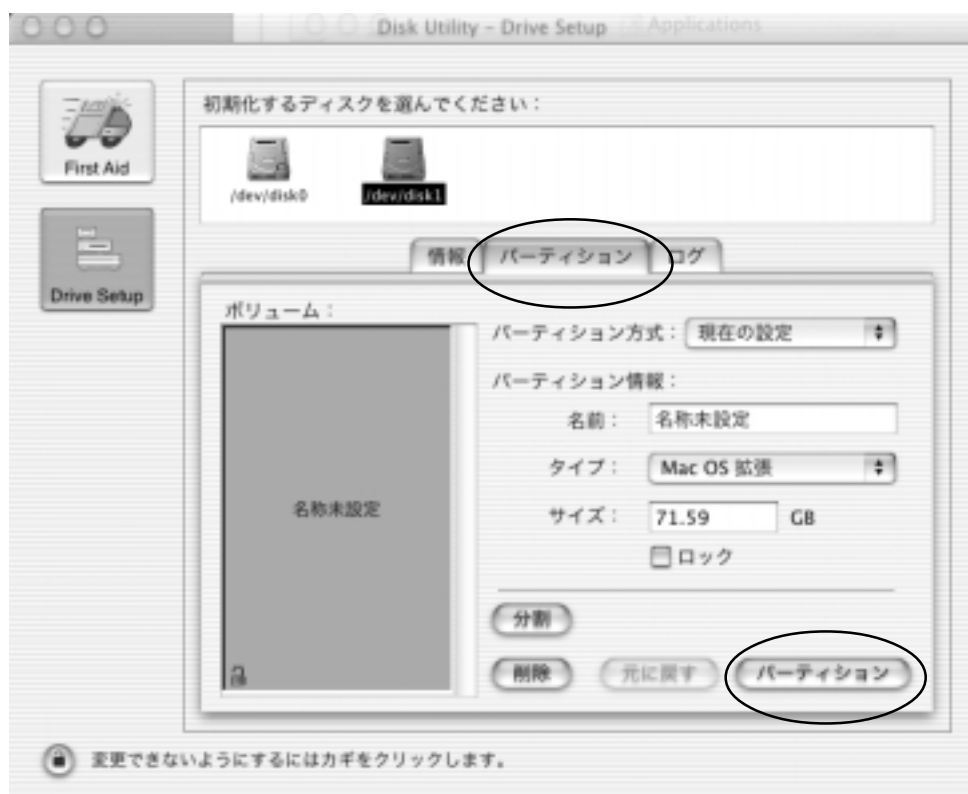 Disk Utility – Drive Setup
Applications
First Aid
Drive Setup
初期化するディスクを選んでください：
/dev/disk0
/dev/disk1
情報
パーティション
ログ
ボリューム：
名称未設定
パーティション方式：現在の設定
パーティション情報：
名前：名称未設定
タイプ：Mac OS 拡張
サイズ：71.59 GB
ロック
分割
削除
元に戻す
パーティション
変更できないようにするにはカギをクリックします。